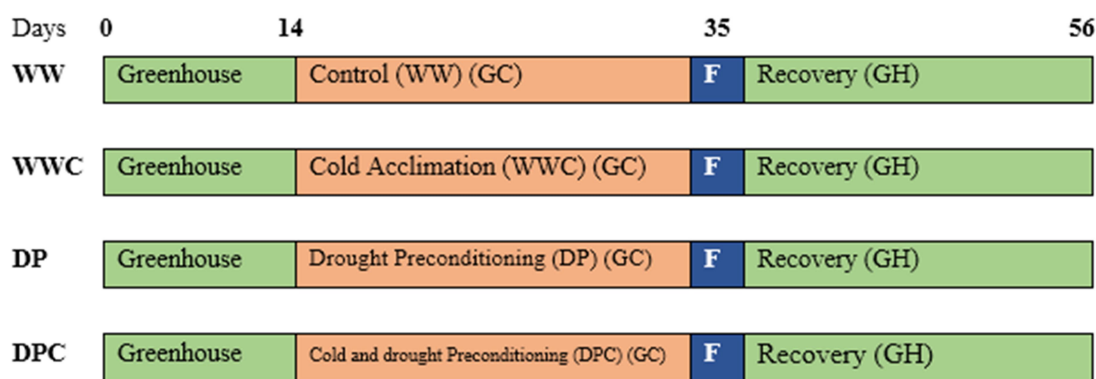 Days 0 14 35 56
WW Greenhouse Control (WW) (GC) F Recovery (GH)
WWC Greenhouse Cold Acclimation (WWC) (GC) F Recovery (GH)
DP Greenhouse Drought Preconditioning (DP) (GC) F Recovery (GH)
DPC Greenhouse Cold and drought Preconditioning (DPC) (GC) F Recovery (GH)